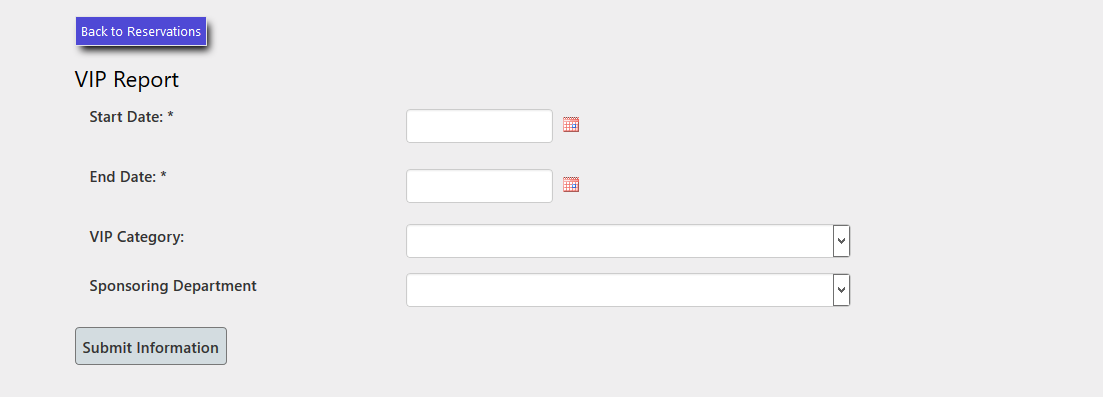 Back to Reservations
VIP Report
Start Date: *
End Date: *
VIP Category:
Sponsoring Department
Submit Information